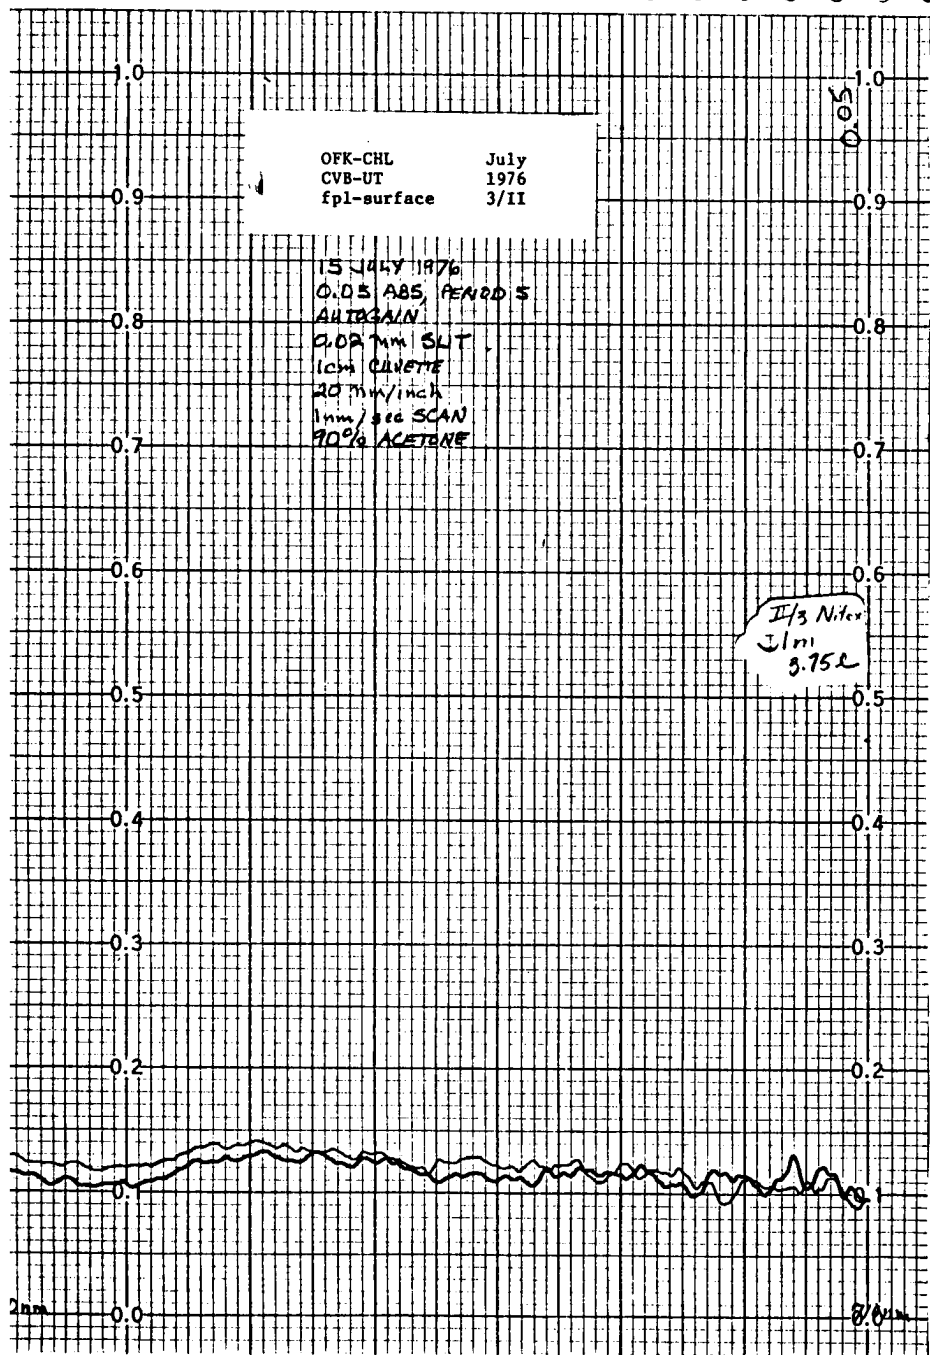 1.0 1.0
0.05
OFK-CHL July
CVB-UT 1976
fpl-surface 3/II
0.9 0.9
15 JULY 1976
0.05 ABS, PERIOD 5
AUTOGAIN
0.8 0.8
0.02 mm SLIT
1cm CUVETTE
20 nm/inch
1nm/sec SCAN
90% ACETONE
0.7 0.7
0.6 0.6
II/3 Nitex
1m
3.75 l
0.5 0.5
0.4 0.4
0.3 0.3
0.2 0.2
0.1 0.1
2nm 0.0 0.0